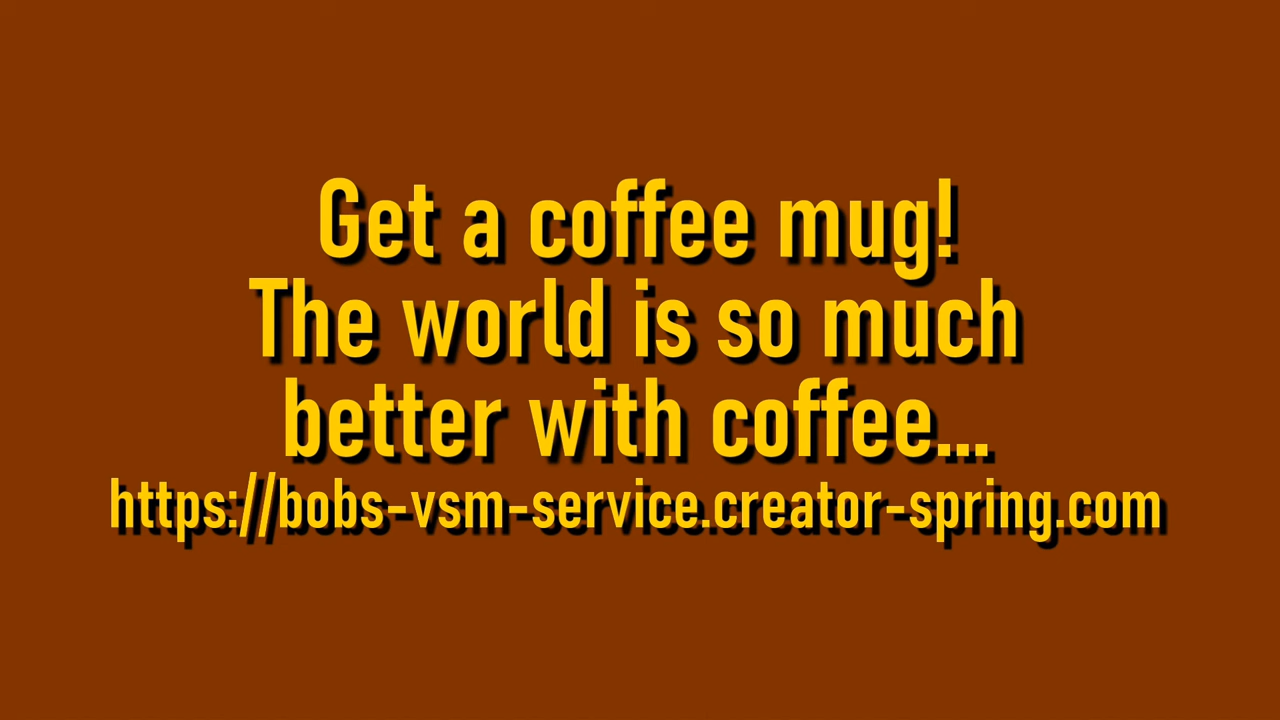 Get a coffee mug!
The world is so much
better with coffee...
https://bobs-vsm-service.creator-spring.com